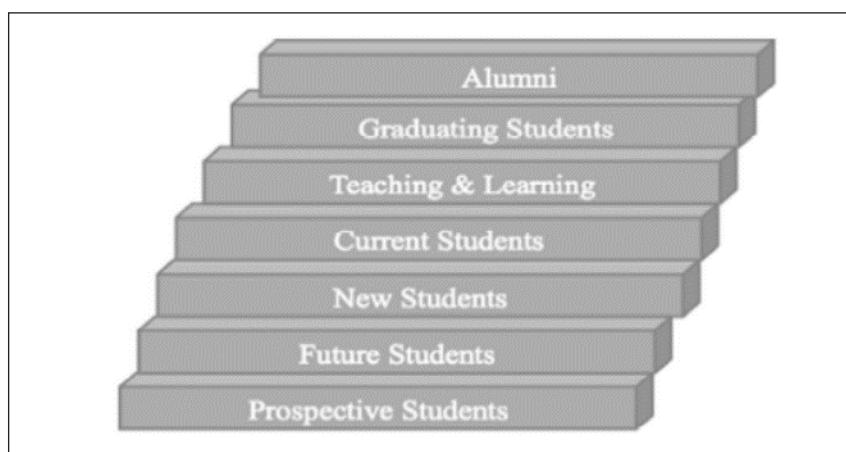 Alumni
Graduating Students
Teaching & Learning
Current Students
New Students
Future Students
Prospective Students